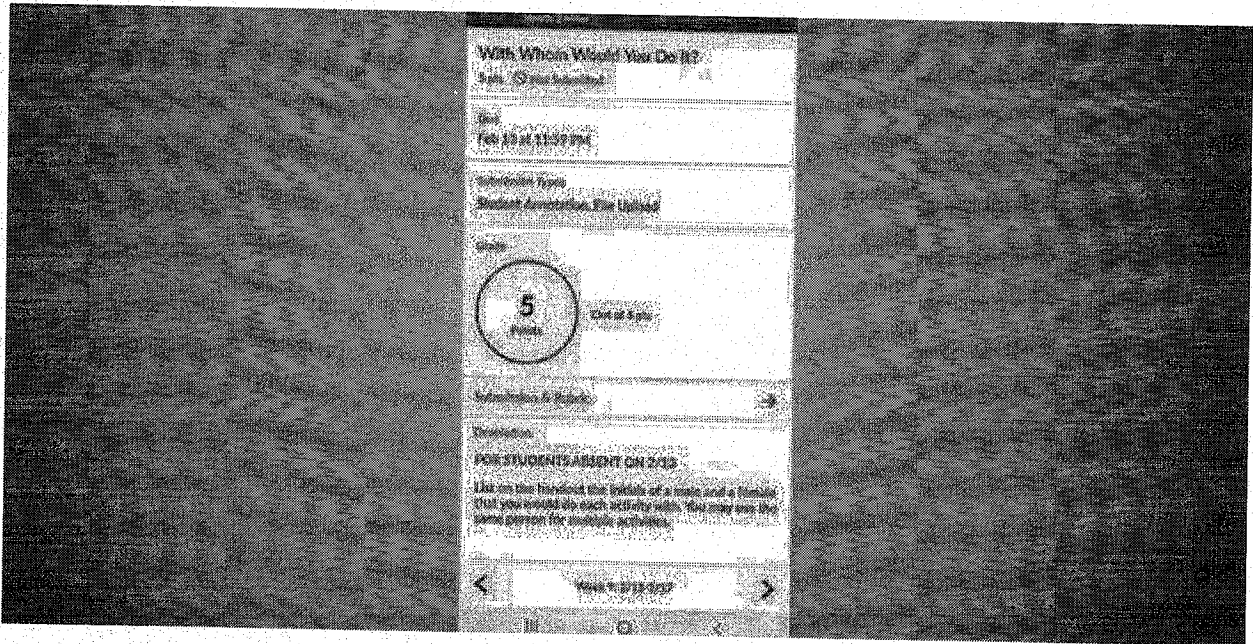 With Whom Would You Do It?
5 pts
Due
Feb 13 at 11:59 PM
Submission Types
Student Annotation, File Upload
Grade
5
Points
Out of 5 pts
Submission & Rubric
Description
FOR STUDENTS ABSENT ON 2/13
List on the handout the initials of a male and a female
that you would do each activity with. You may use the
same person for multiple activities.
Week